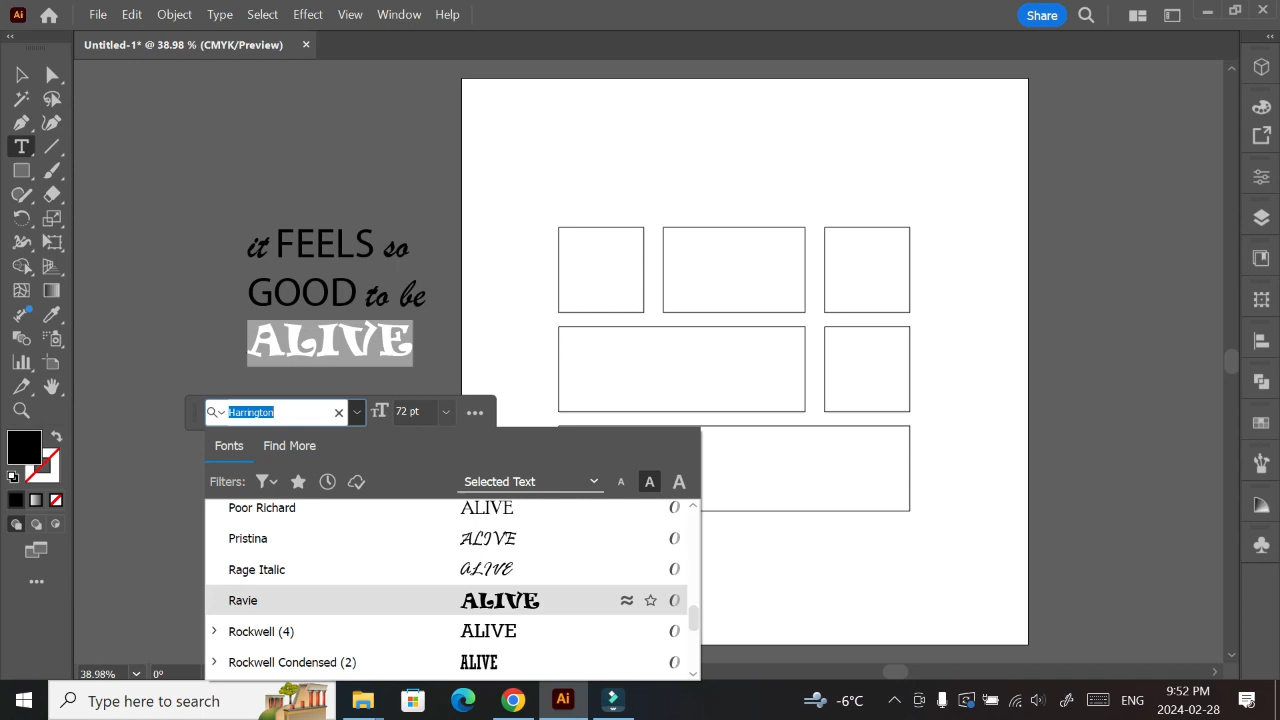 Ai
File Edit Object Type Select Effect View Window Help
Share
Untitled-1* @ 38.98 % (CMYK/Preview)
it FEELS so
GOOD to be
ALIVE
Harrington
72 pt
Fonts Find More
Filters:
Selected Text
A A A
Poor Richard ALIVE
Pristina ALIVE
Rage Italic ALIVE
Ravie ALIVE
Rockwell (4) ALIVE
Rockwell Condensed (2) ALIVE
38.98% 0°
Type here to search
Ai
-6°C
ENG
9:52 PM
2024-02-28